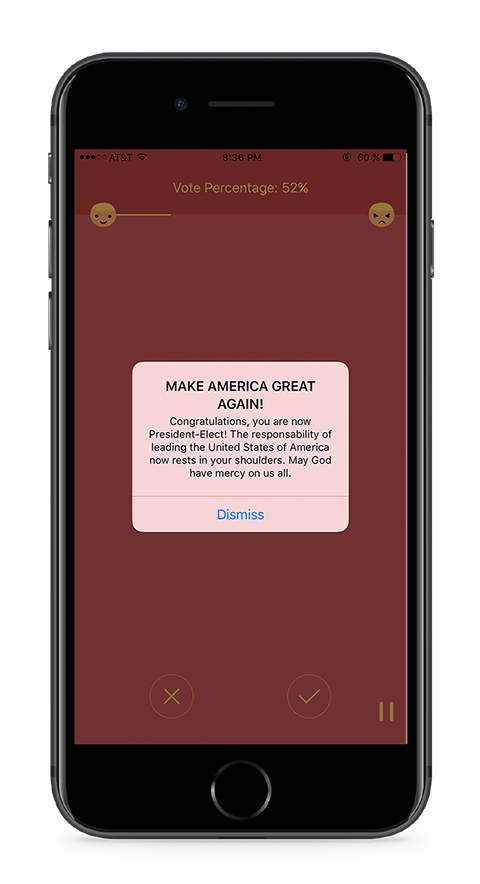 AT&T 8:36 PM 60 %
Vote Percentage: 52%
MAKE AMERICA GREAT
AGAIN!
Congratulations, you are now
President-Elect! The responsability of
leading the United States of America
now rests in your shoulders. May God
have mercy on us all.
Dismiss